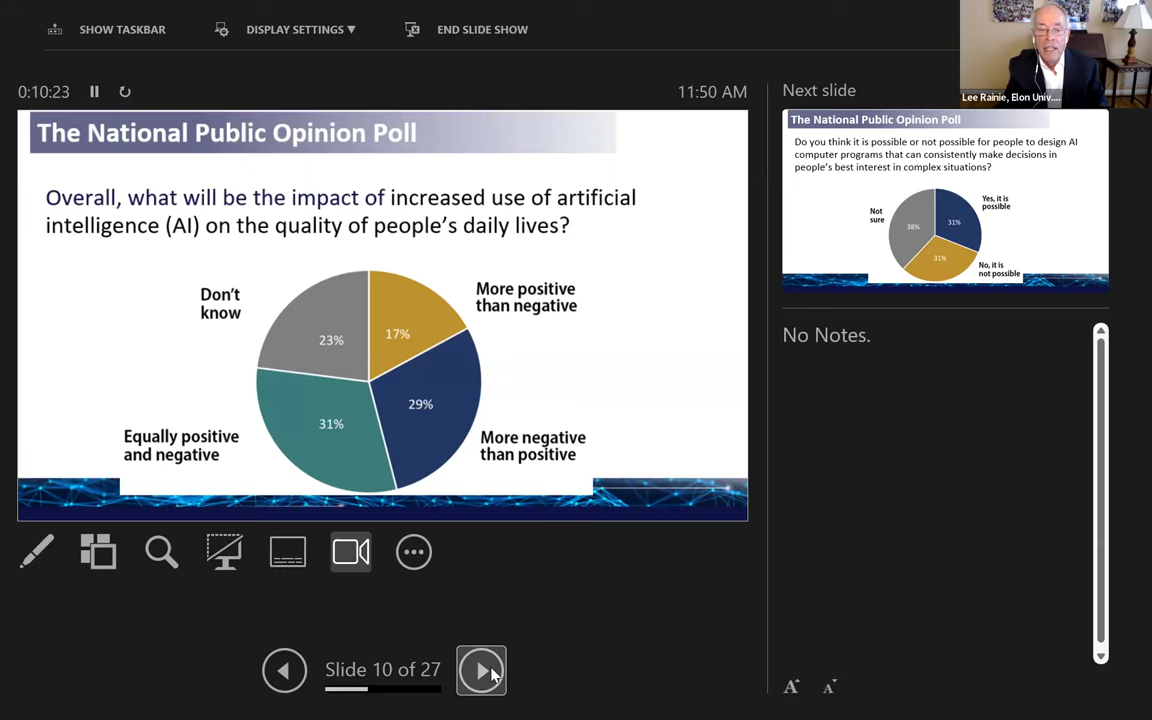 SHOW TASKBAR
DISPLAY SETTINGS ▼
END SLIDE SHOW
Lee Rainie, Elon Univ....
0:10:23
11:50 AM
The National Public Opinion Poll
Overall, what will be the impact of increased use of artificial
intelligence (AI) on the quality of people's daily lives?
Don't
know
More positive
than negative
23%
17%
29%
31%
Equally positive
and negative
More negative
than positive
Next slide
The National Public Opinion Poll
Do you think it is possible or not possible for people to design AI
computer programs that can consistently make decisions in
people's best interest in complex situations?
Not
sure
Yes, it is
possible
38%
31%
31%
No, it is
not possible
No Notes.
Slide 10 of 27
A
A